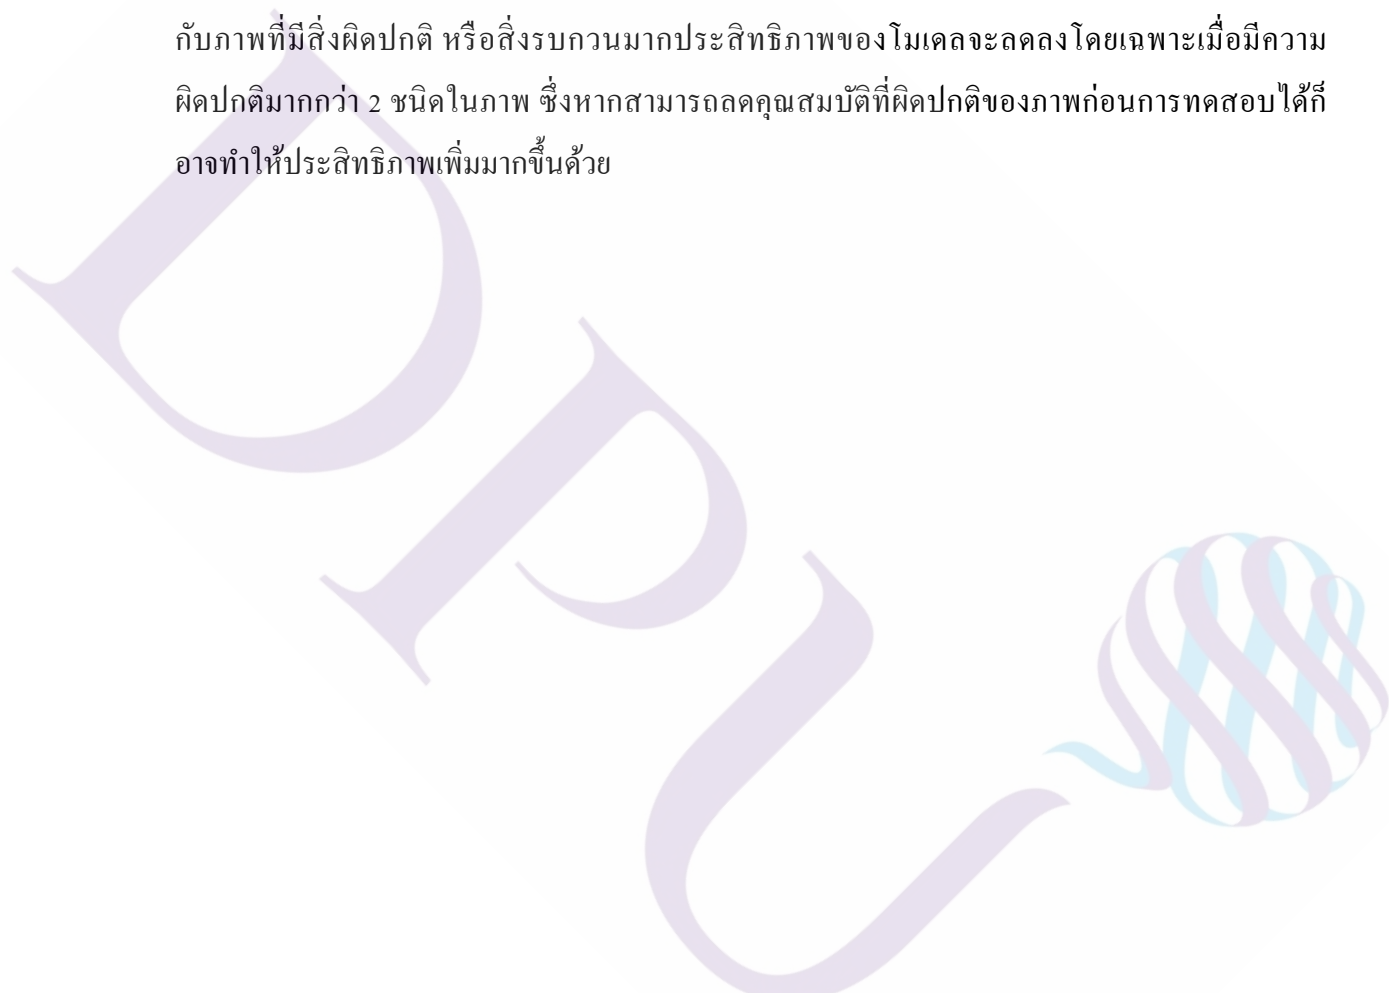 กับภาพที่มีสิ่งผิดปกติ หรือสิ่งรบกวนมากประสิทธิภาพของโมเดลจะลดลงโดยเฉพาะเมื่อมีความ
ผิดปกติมากกว่า 2 ชนิดในภาพ ซึ่งหากสามารถลดคุณสมบัติที่ผิดปกติของภาพก่อนการทดสอบได้ก็
อาจทำให้ประสิทธิภาพเพิ่มมากขึ้นด้วย
DPU